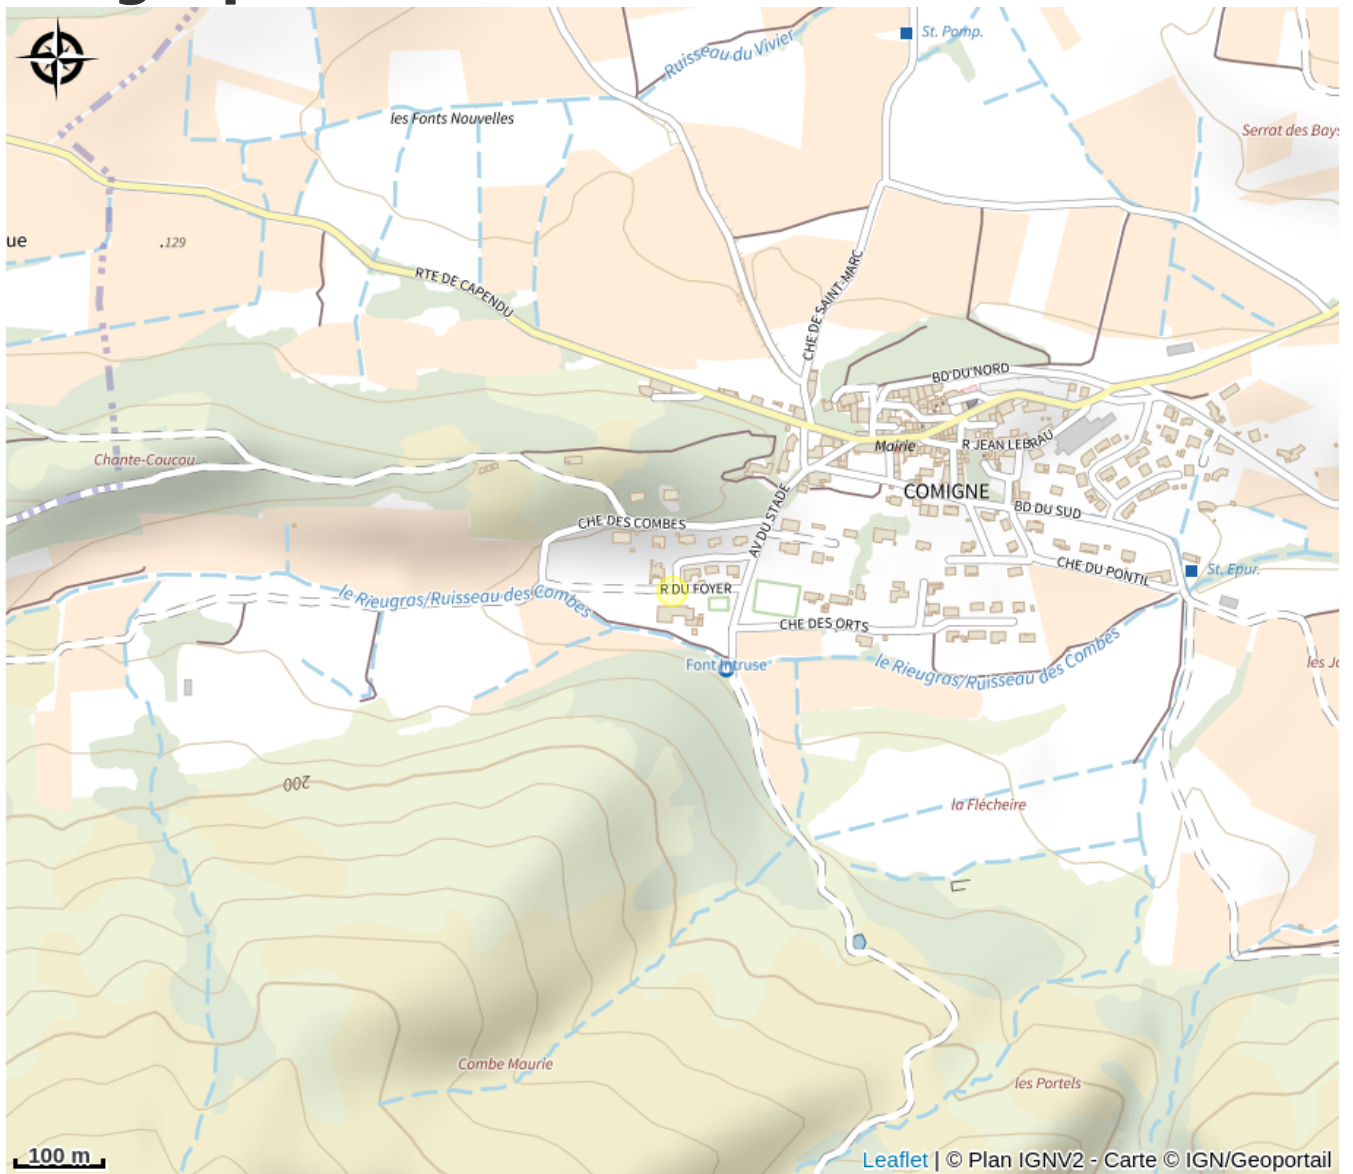 St. Pomp.
Ruisseau du Vivier
les Fonts Nouvelles
Serrat des Bays
ue
.129
RTE DE CAPENDU
CHE DE SAINT-MARC
BD DU NORD
Mairie
R JEAN LEBRAU
Chante-Coucou
COMIGNE
BD DU SUD
CHE DES COMBES
AV DU STADE
CHE DU PONTIL
St. Epur.
R DU FOYER
le Rieugras/Ruisseau des Combes
CHE DES ORTS
Font Intruse
le Rieugras/Ruisseau des Combes
les Jo
200
la Flécheire
Combe Maurie
les Portels
100 m
Leaflet | © Plan IGNV2 - Carte © IGN/Geoportail